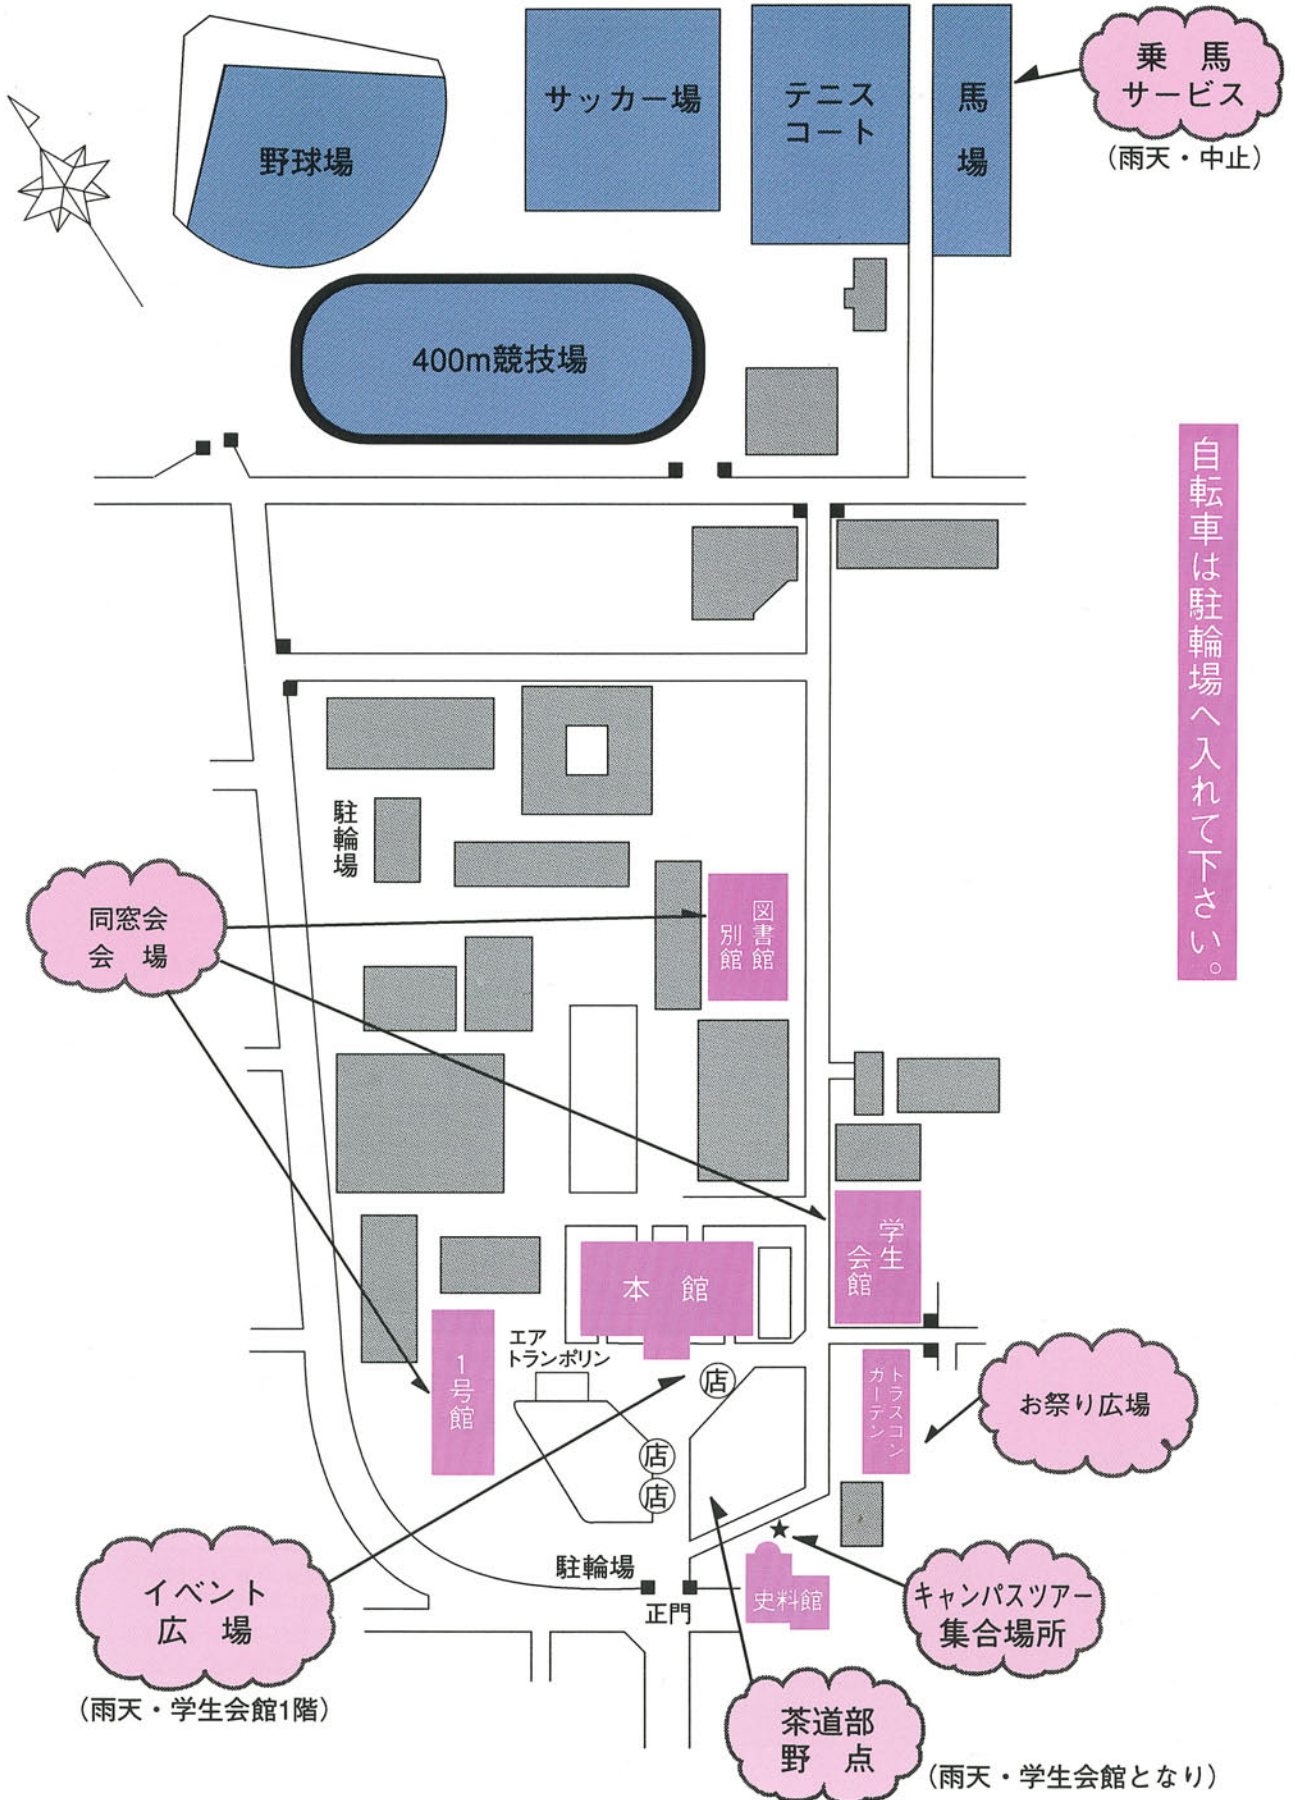 乗 馬
サービス
(雨天・中止)
サッカー場
テニス
コート
馬場
野球場
400m競技場
自転車は駐輪場へ入れて下さい。
駐輪場
同窓会
会 場
図書館
別館
学生
会館
本 館
エア
トランポリン
1号館
店
トラスコン
ガーデン
お祭り広場
店
店
イベント
広 場
(雨天・学生会館1階)
駐輪場
正門
史料館
★
キャンパスツアー
集合場所
茶道部
野 点
(雨天・学生会館となり)